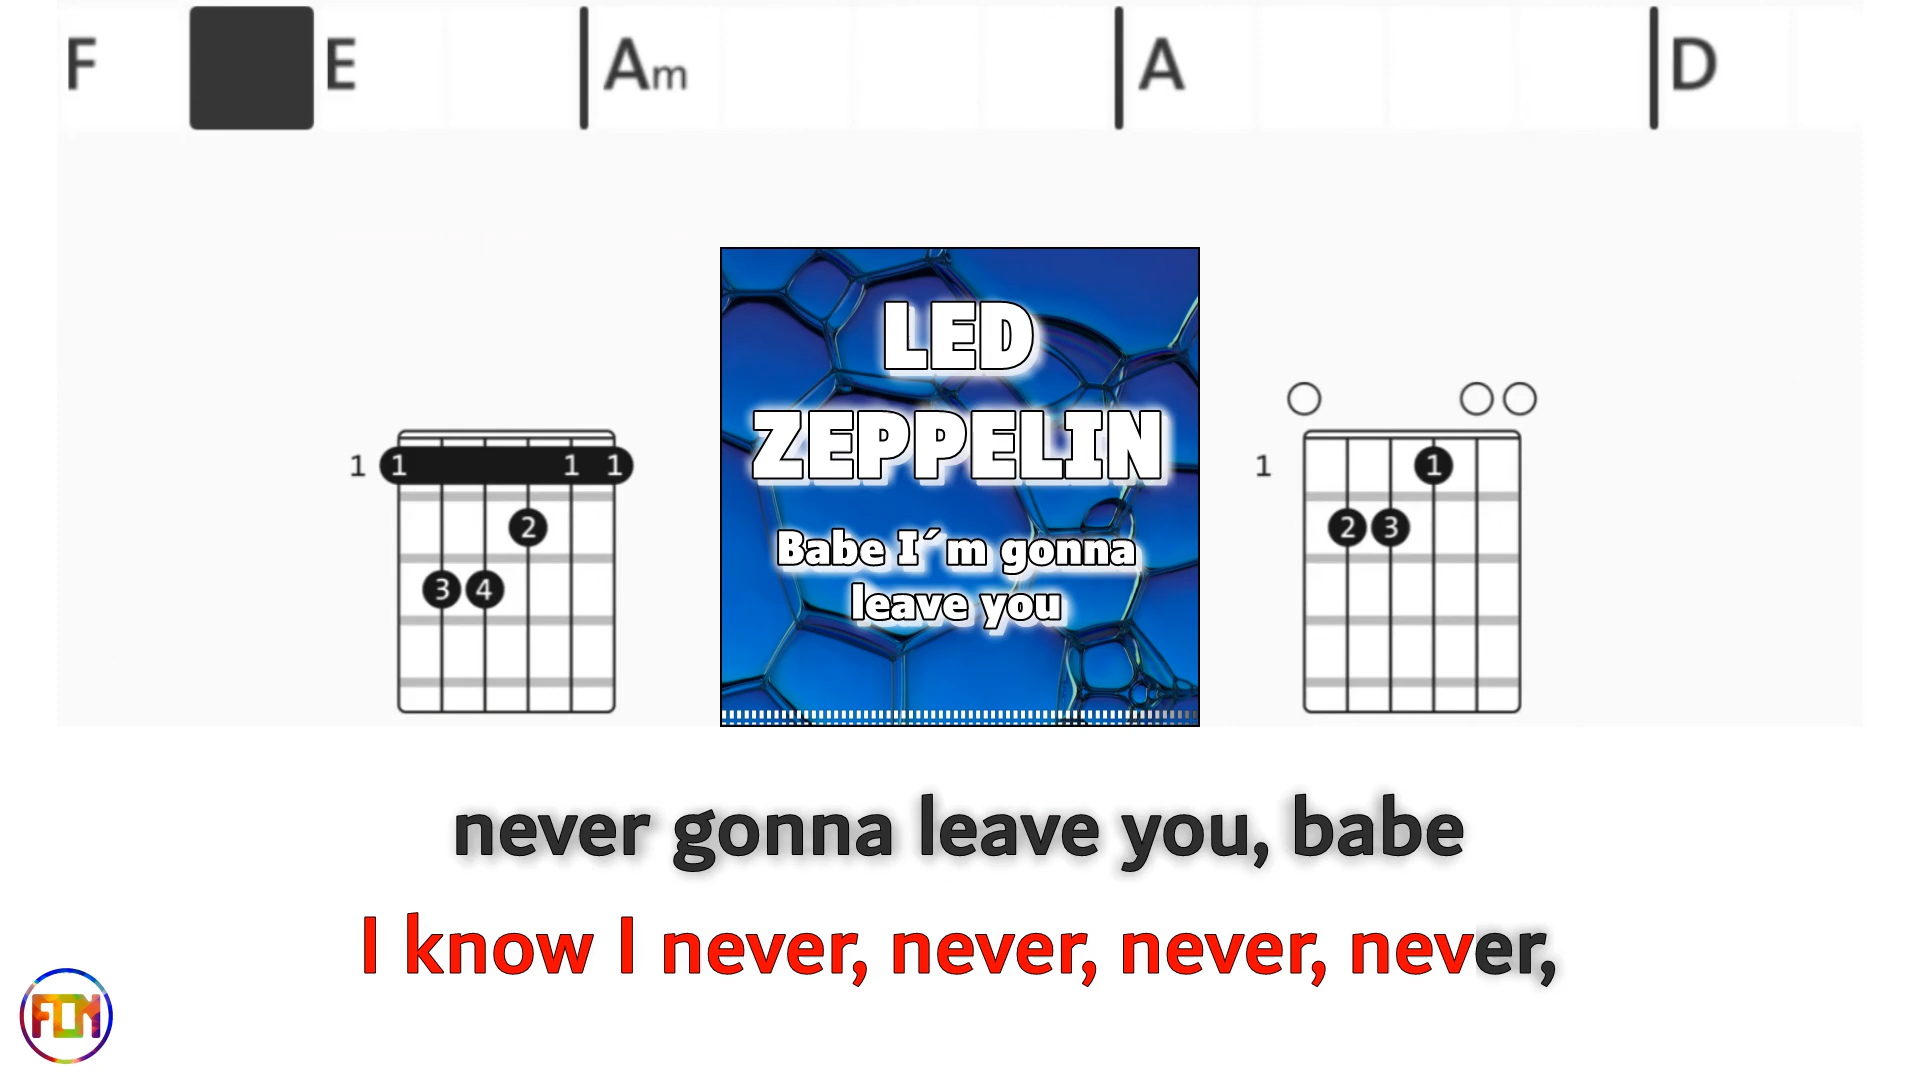 F E Am A D
LED
ZEPPELIN
Babe I´m gonna
leave you
1 1 1 1
2
3 4
1 1
2 3
never gonna leave you, babe
I know I never, never, never, never,
FCM